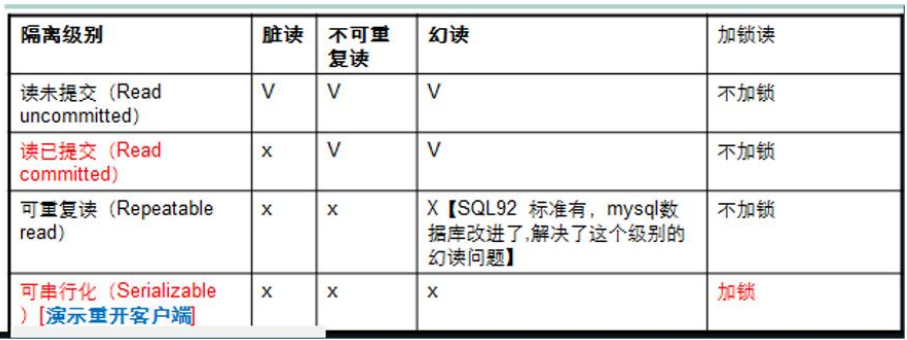 隔离级别 脏读 不可重 幻读 加锁读
复读
读未提交（Read V V V 不加锁
uncommitted）
读已提交（Read x V V 不加锁
committed）
可重复读（Repeatable x x X【SQL92 标准有，mysql数 不加锁
read） 据库改进了,解决了这个级别的
幻读问题】
可串行化（Serializable x x x 加锁
）[演示重开客户端]